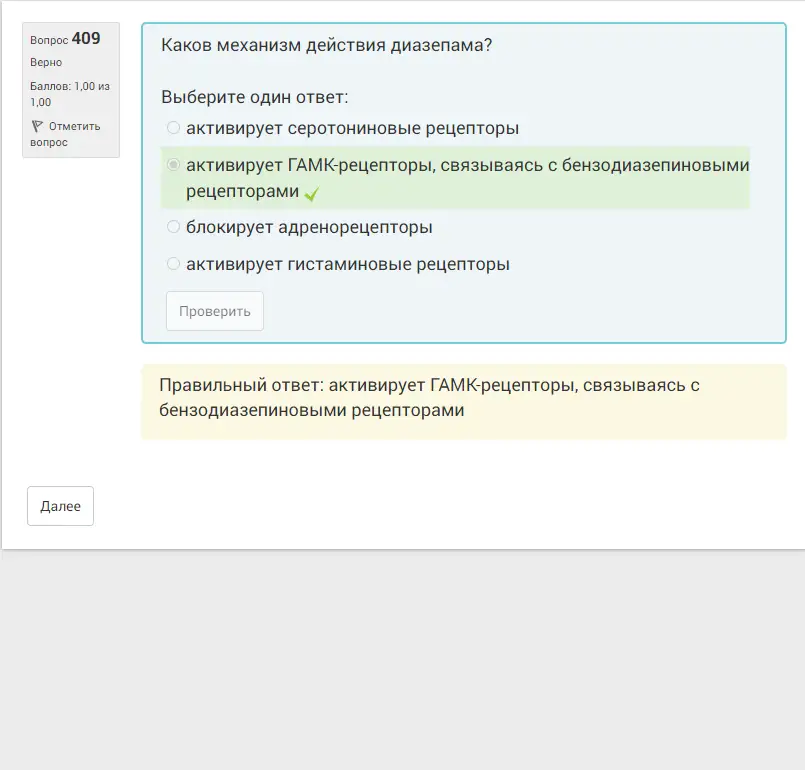 Вопрос 409
Верно
Баллов: 1,00 из
1,00
Отметить
вопрос
Каков механизм действия диазепама?
Выберите один ответ:
активирует серотониновые рецепторы
активирует ГАМК-рецепторы, связываясь с бензодиазепиновыми
рецепторами
блокирует адренорецепторы
активирует гистаминовые рецепторы
Проверить
Правильный ответ: активирует ГАМК-рецепторы, связываясь с
бензодиазепиновыми рецепторами
Далее